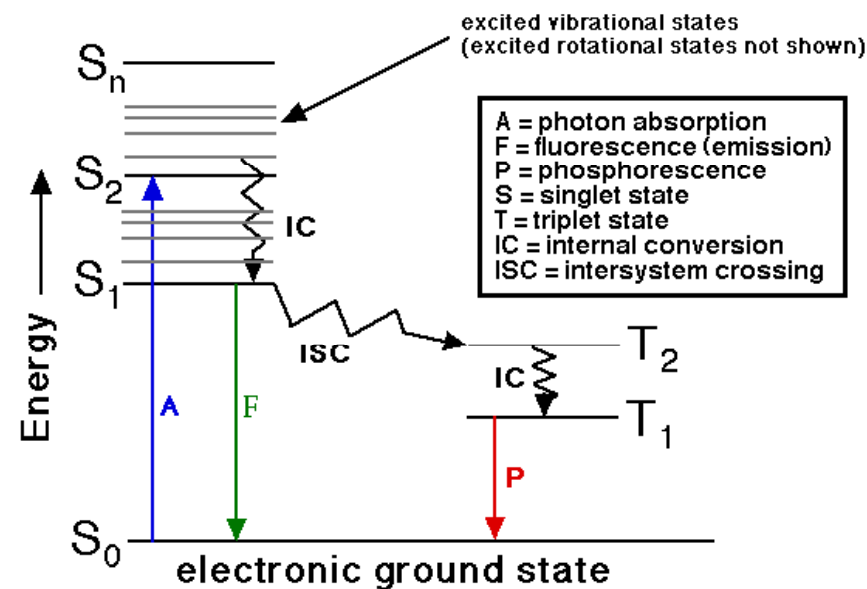 excited vibrational states
(excited rotational states not shown)
Sn
A = photon absorption
F = fluorescence (emission)
P = phosphorescence
S = singlet state
T = triplet state
IC = internal conversion
ISC = intersystem crossing
S2
IC
S1
ISC
T2
IC
T1
Energy
A
F
P
S0
electronic ground state